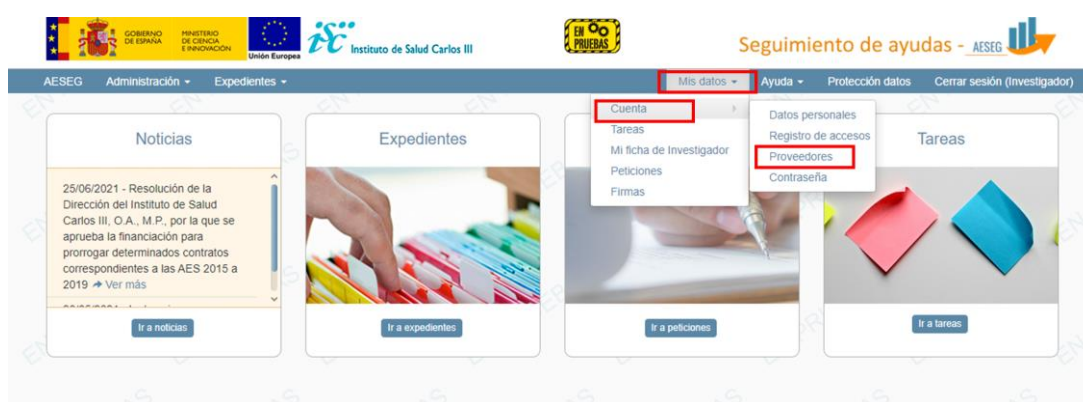 GOBIERNO
DE ESPAÑA
MINISTERIO
DE CIENCIA
E INNOVACIÓN
Unión Europea
isc Instituto de Salud Carlos III
EN
PRUEBAS
Seguimiento de ayudas - AESEG
AESEG Administración Expedientes Mis datos Ayuda Protección datos Cerrar sesión (Investigador)
Cuenta
Tareas
Mi ficha de Investigador
Peticiones
Firmas
Datos personales
Registro de accesos
Proveedores
Contraseña
Noticias
25/06/2021 - Resolución de la
Dirección del Instituto de Salud
Carlos III, O.A., M.P., por la que se
aprueba la financiación para
prorrogar determinados contratos
correspondientes a las AES 2015 a
2019 Ver más
Ir a noticias
Expedientes
Ir a expedientes
Ir a peticiones
Tareas
Ir a tareas